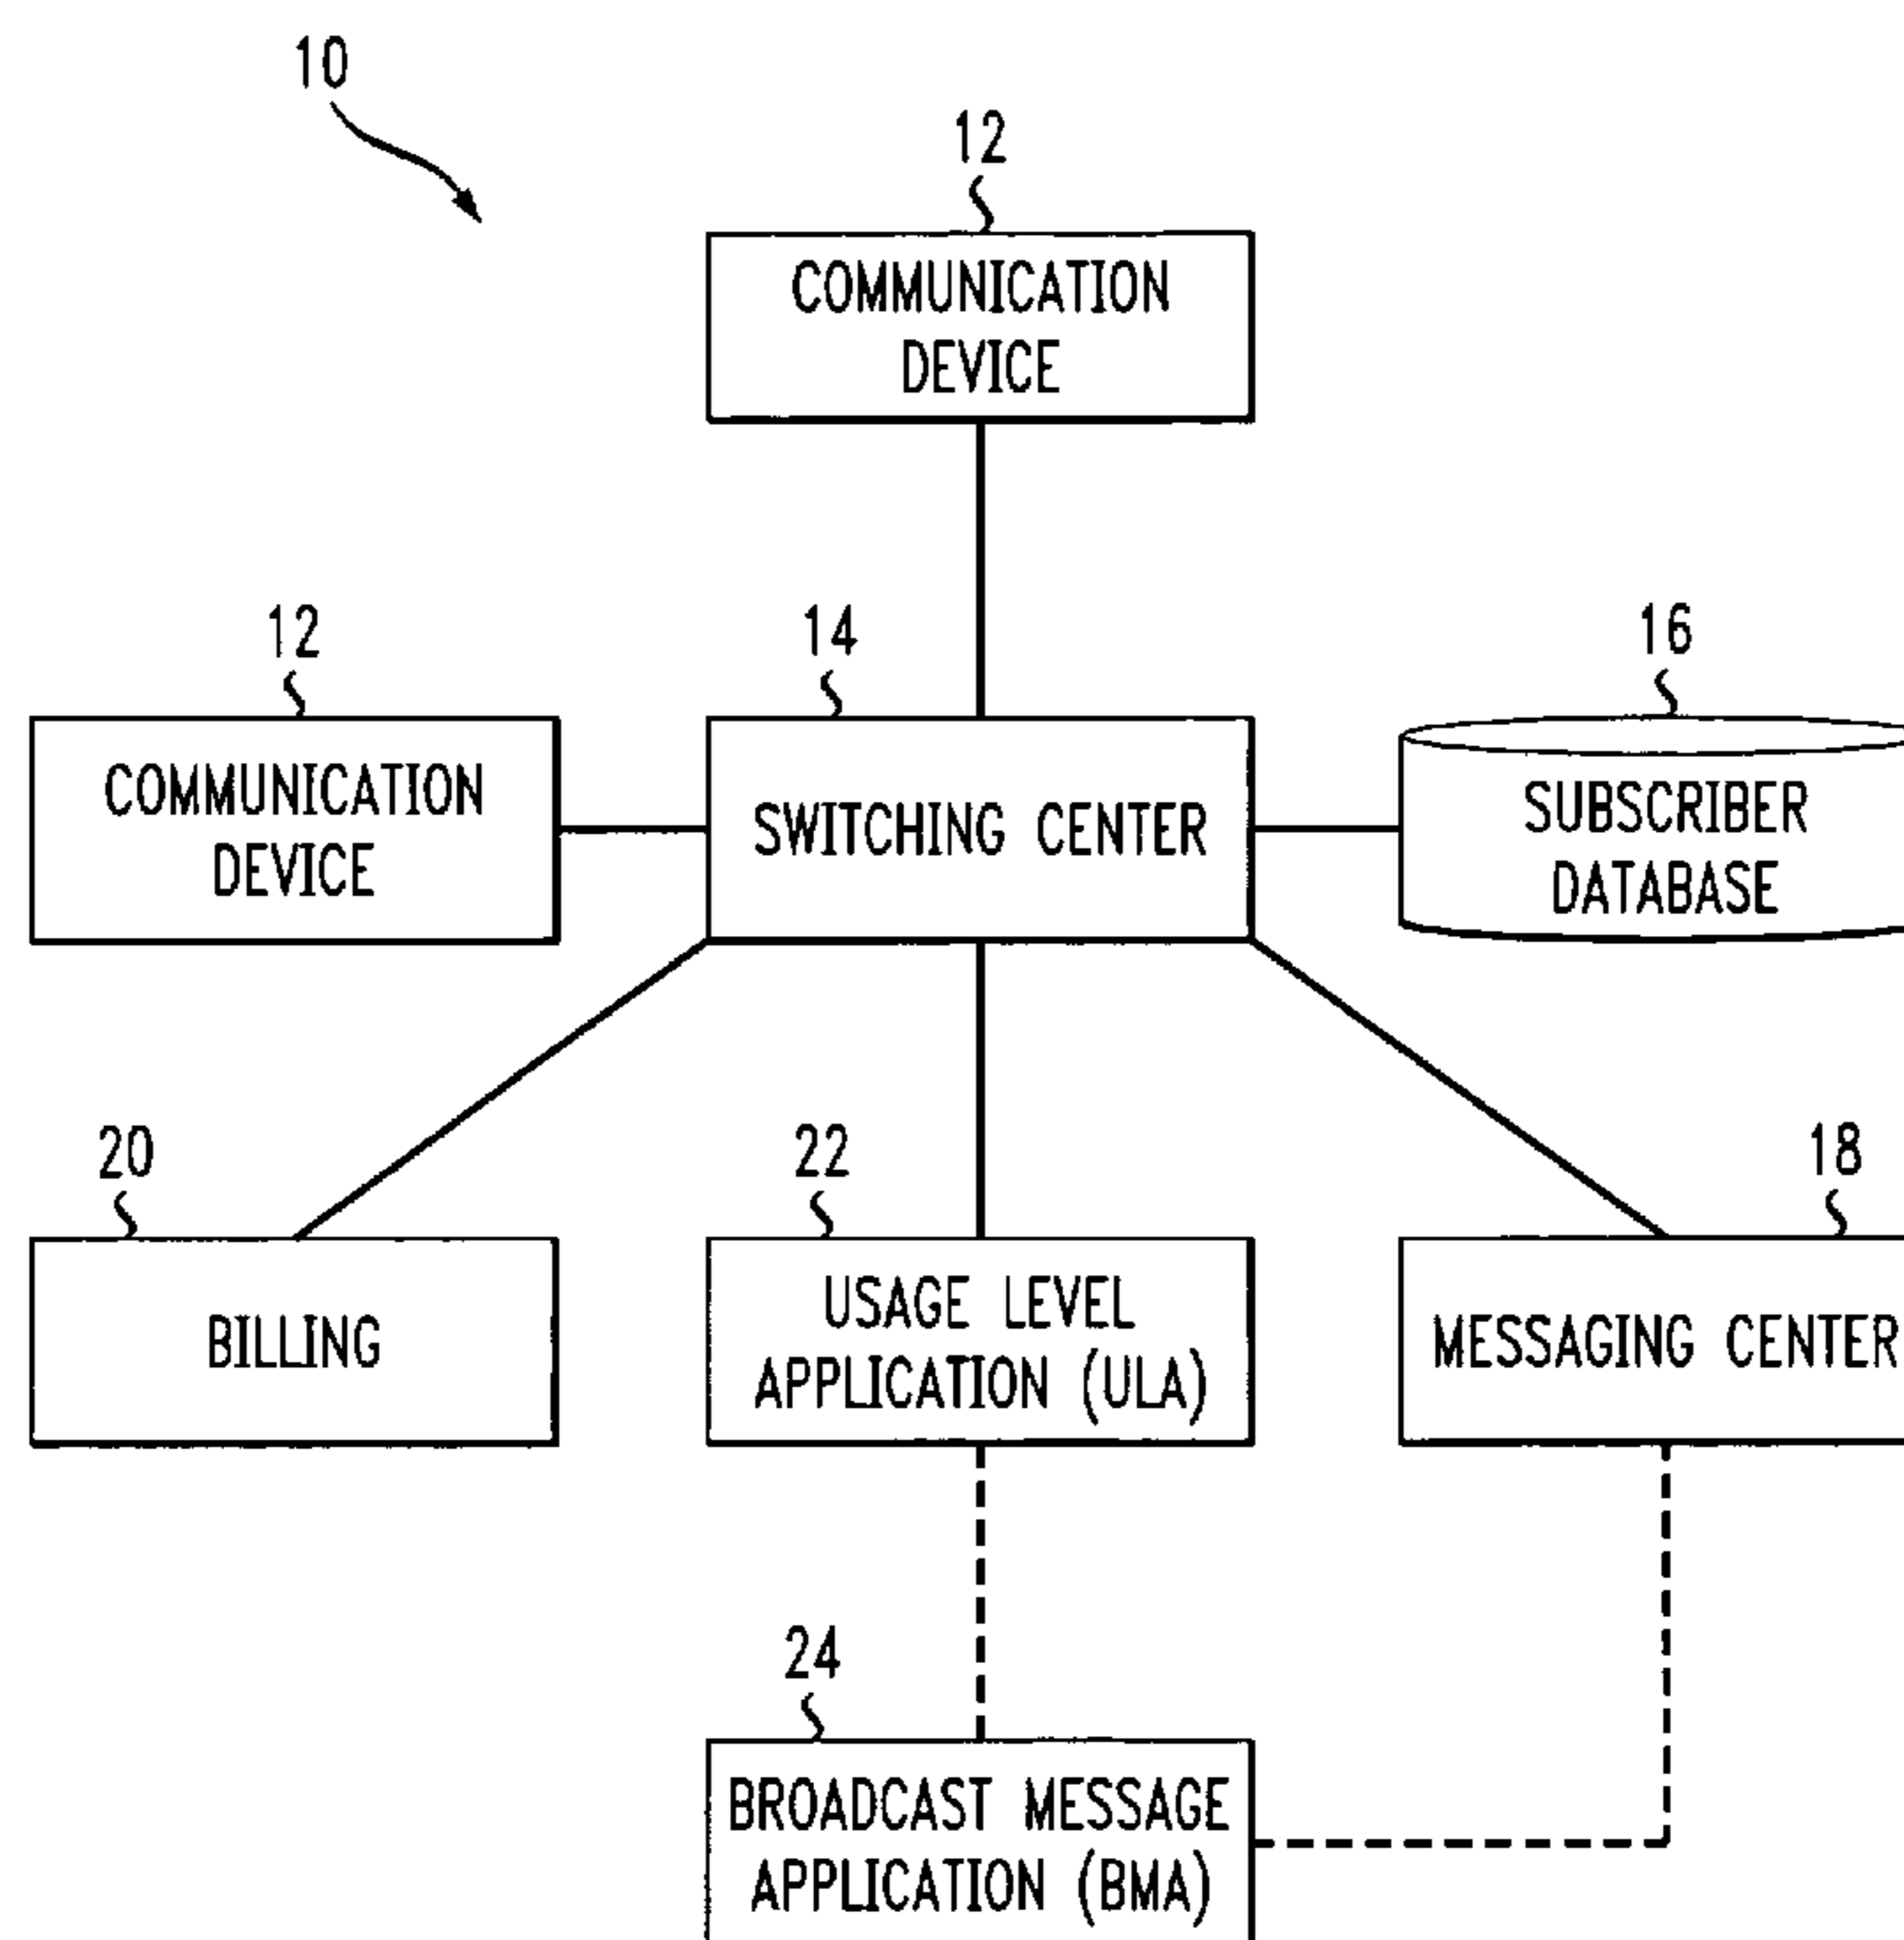 10
12
COMMUNICATION
DEVICE
12
14
16
COMMUNICATION
DEVICE
SWITCHING CENTER
SUBSCRIBER
DATABASE
20
22
18
BILLING
USAGE LEVEL
APPLICATION (ULA)
MESSAGING CENTER
24
BROADCAST MESSAGE
APPLICATION (BMA)